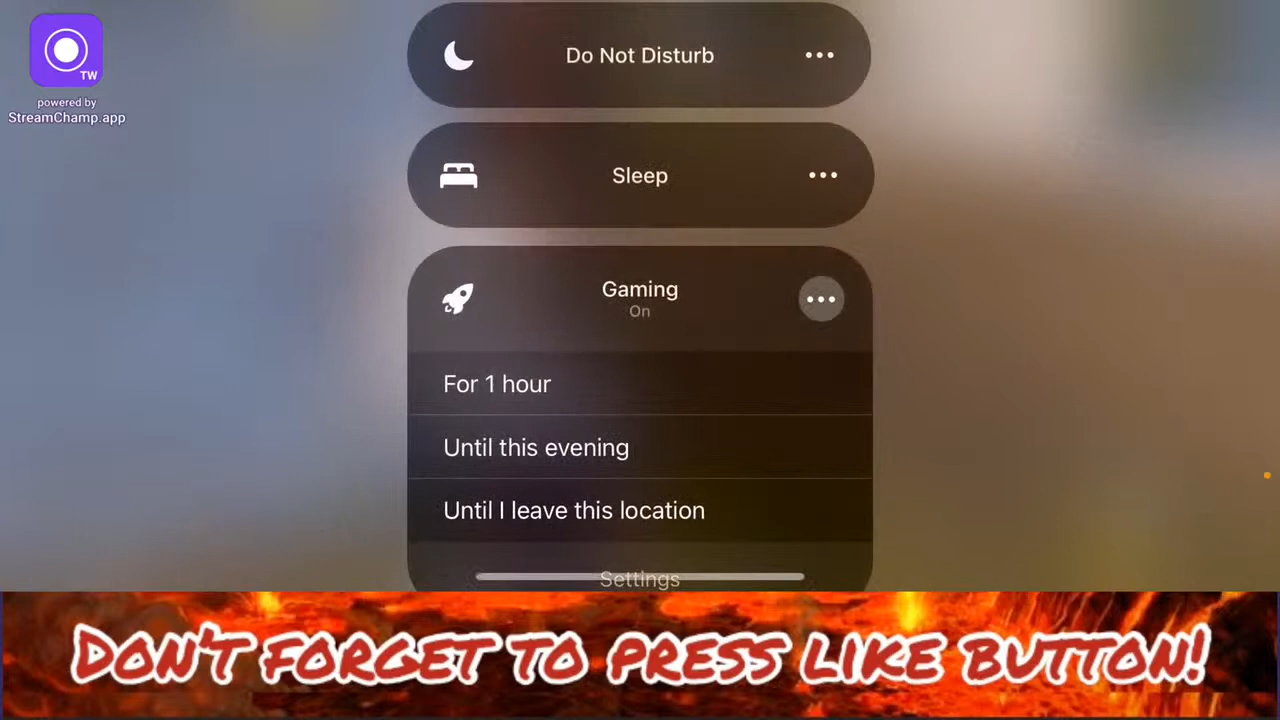 TW
powered by
StreamChamp.app
Do Not Disturb
Sleep
Gaming
On
For 1 hour
Until this evening
Until I leave this location
Settings
DON'T FORGET TO PRESS LIKE BUTTON!